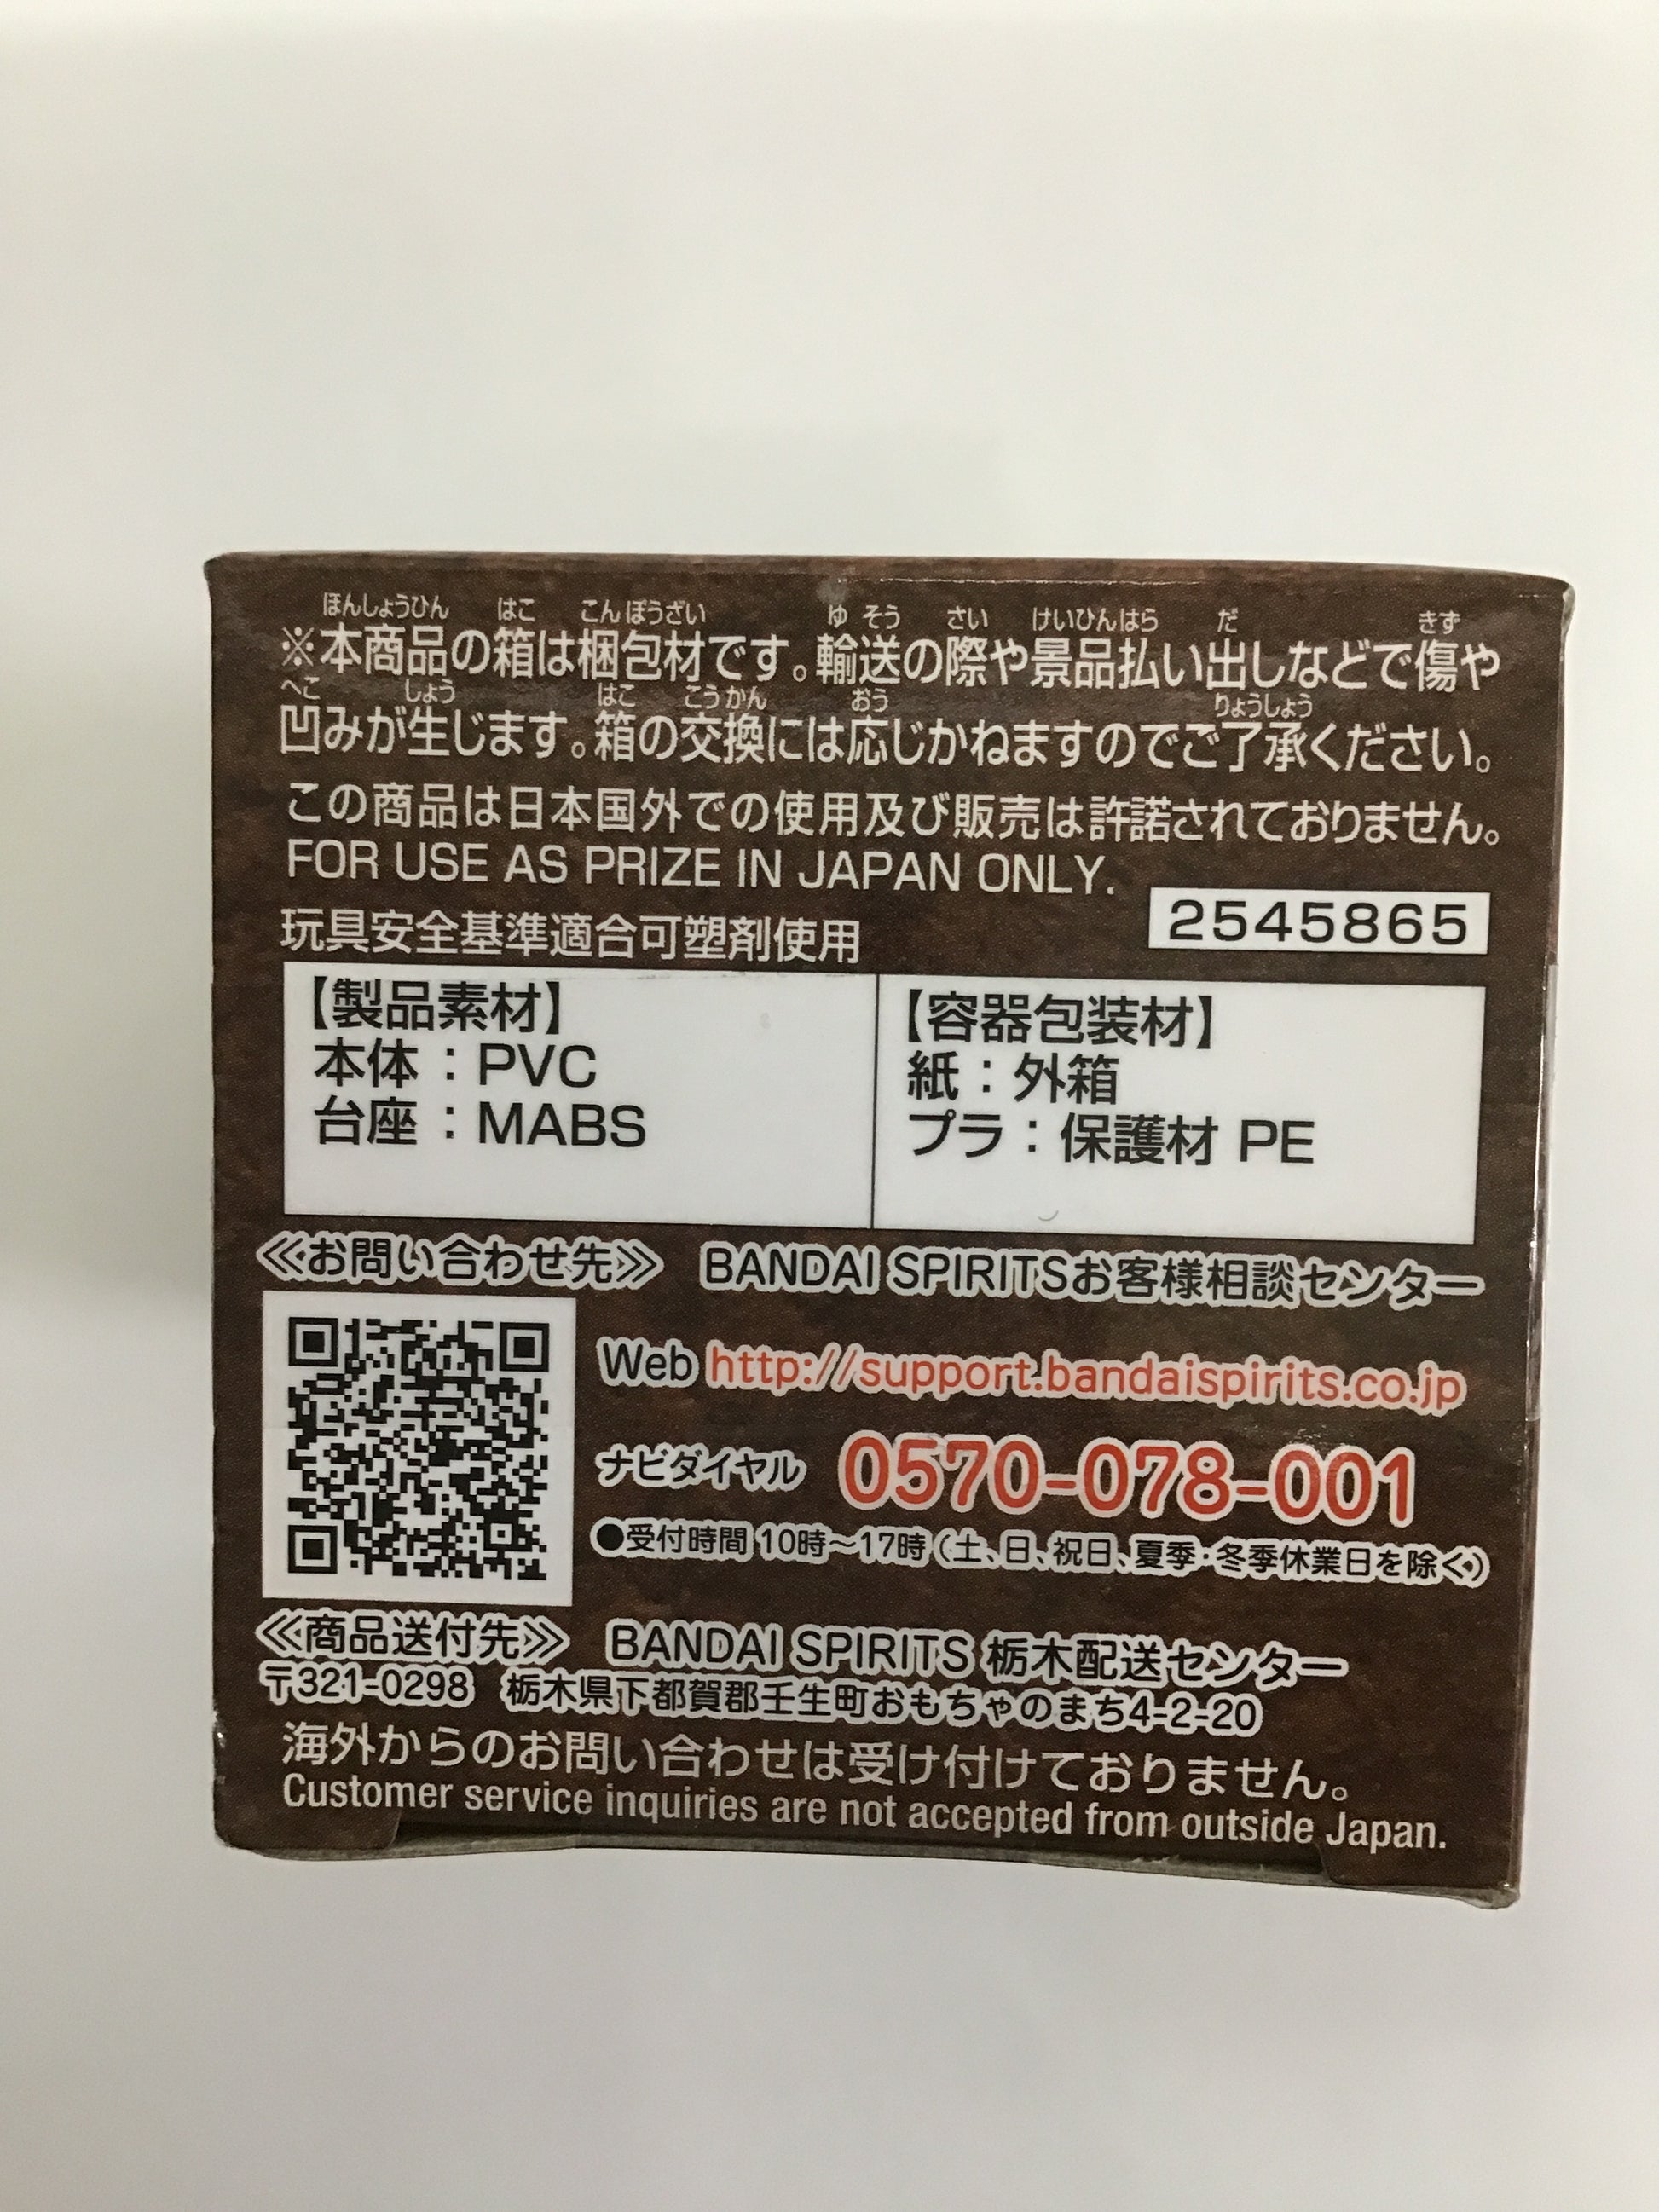 ほんしょうひん はこ こんぽうざい ゆ そう さい けいひんはら だ きず
※本商品の箱は梱包材です。輸送の際や景品払い出しなどで傷や
へこ しょう はこ こうかん おう りょうしょう
凹みが生じます。箱の交換には応じかねますのでご了承ください。
この商品は日本国外での使用及び販売は許諾されておりません。
FOR USE AS PRIZE IN JAPAN ONLY.
2545865
玩具安全基準適合可塑剤使用
【製品素材】
本体：PVC
台座：MABS
【容器包装材】
紙：外箱
プラ：保護材 PE
≪お問い合わせ先≫ BANDAI SPIRITSお客様相談センター
Web http://support.bandaispirits.co.jp
ナビダイヤル 0570-078-001
●受付時間 10時～17時（土、日、祝日、夏季・冬季休業日を除く）
≪商品送付先≫ BANDAI SPIRITS 栃木配送センター
〒321-0298 栃木県下都賀郡壬生町おもちゃのまち4-2-20
海外からのお問い合わせは受け付けておりません。
Customer service inquiries are not accepted from outside Japan.